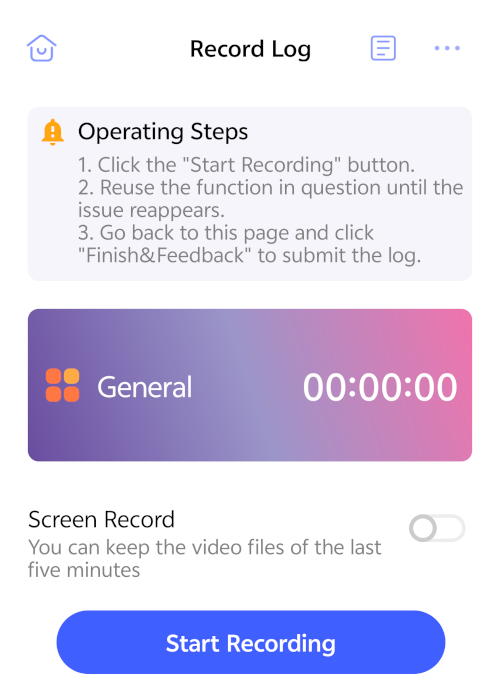 Record Log
Operating Steps
1. Click the "Start Recording" button.
2. Reuse the function in question until the
issue reappears.
3. Go back to this page and click
"Finish&Feedback" to submit the log.
General
00:00:00
Screen Record
You can keep the video files of the last
five minutes
Start Recording